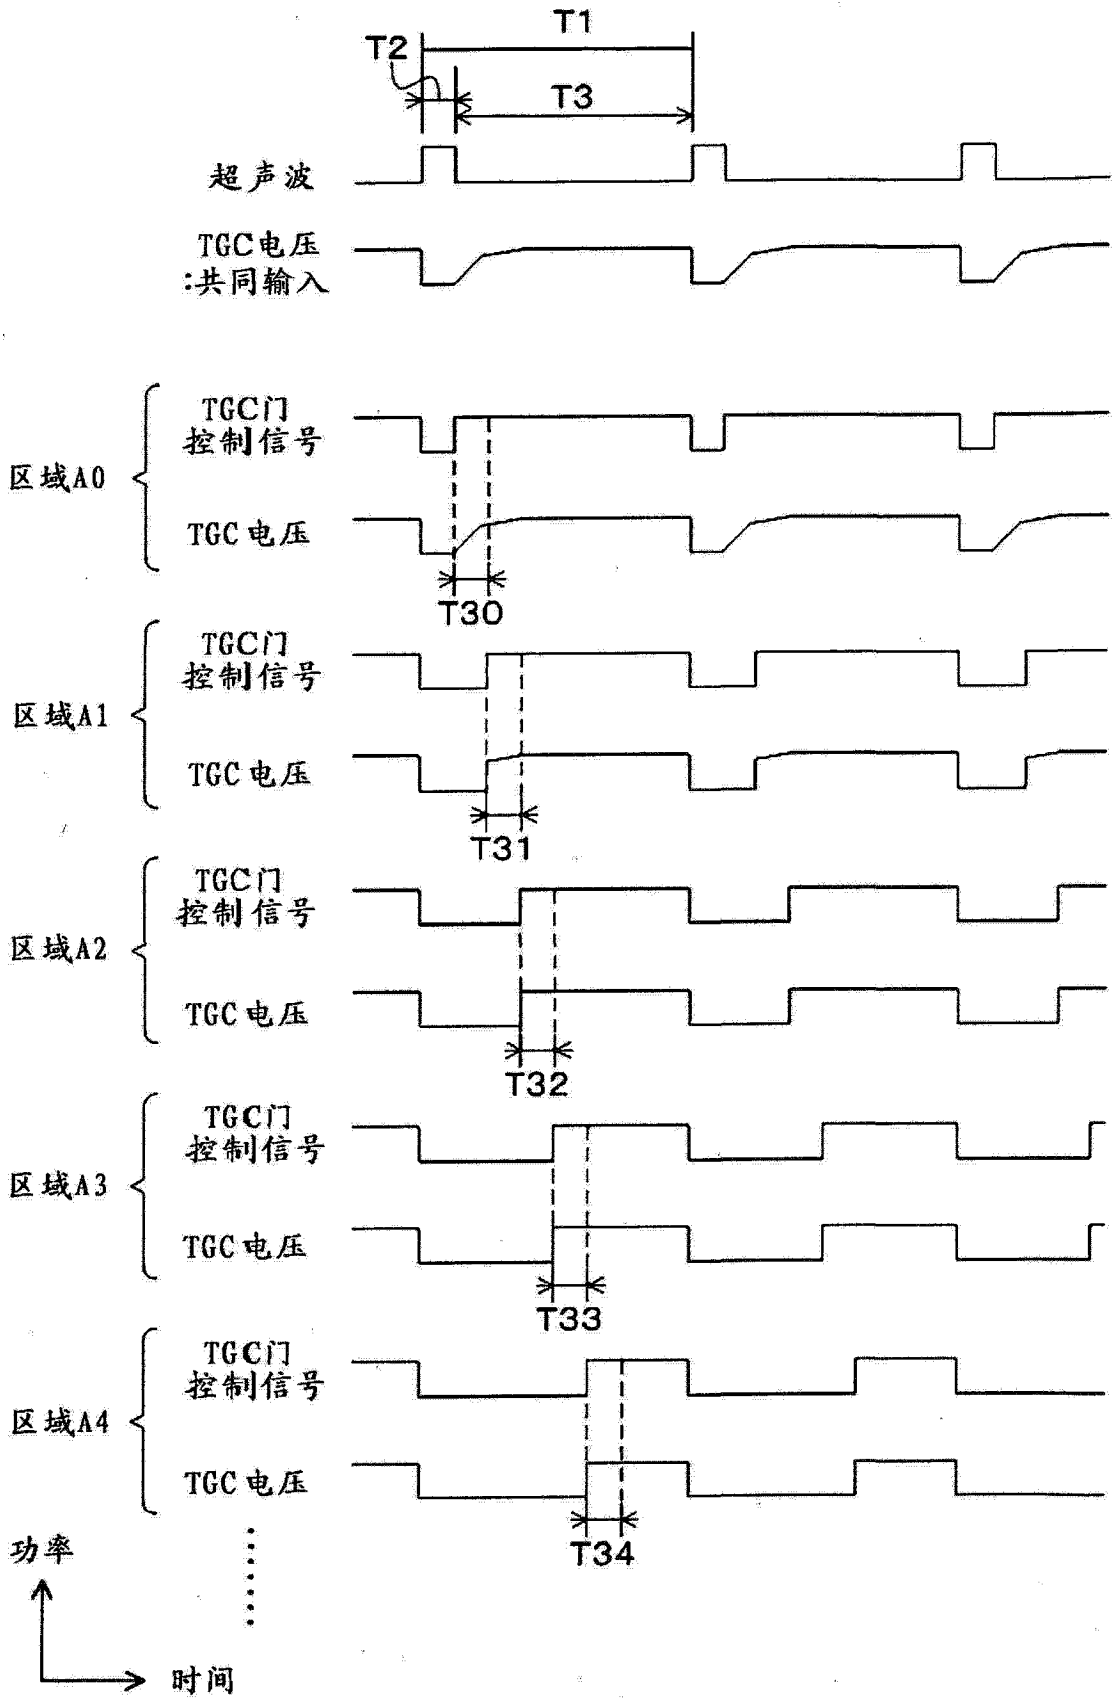 T1
T2
T3
超声波
TGC电压
:共同输入
TGC门
控制信号
区域A0
TGC电压
T30
TGC门
控制信号
区域A1
TGC电压
T31
TGC门
控制信号
区域A2
TGC电压
T32
TGC门
控制信号
区域A3
TGC电压
T33
TGC门
控制信号
区域A4
TGC电压
T34
功率
时间